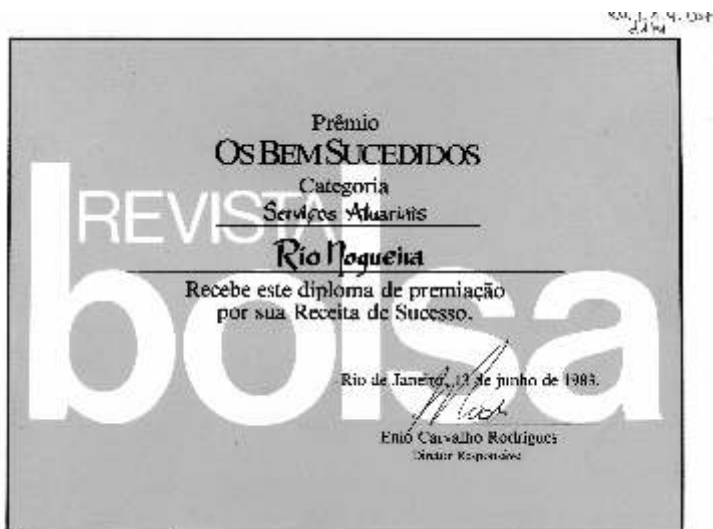 Prêmio
OS BEM SUCEDIDOS
Categoria
Serviços Atuariais
Rio Nogueira
Recebe este diploma de premiação
por sua Receita de Sucesso.
REVISTA
bolsa
Rio de Janeiro, 13 de junho de 1983.
Enio Carvalho Rodrigues
Diretor Responsável